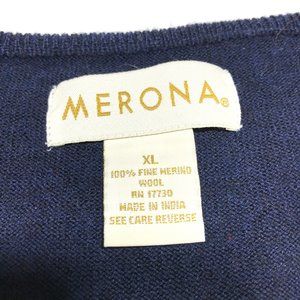 MERONA®
XL
100% FINE MERINO
WOOL
RN 17730
MADE IN INDIA
SEE CARE REVERSE